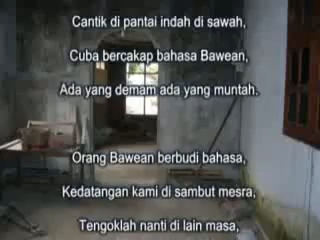 Cantik di pantai indah di sawah,
Cuba bercakap bahasa Bawean,
Ada yang demam ada yang muntah.
Orang Bawean berbudi bahasa,
Kedatangan kami di sambut mesra,
Tengoklah nanti di lain masa,